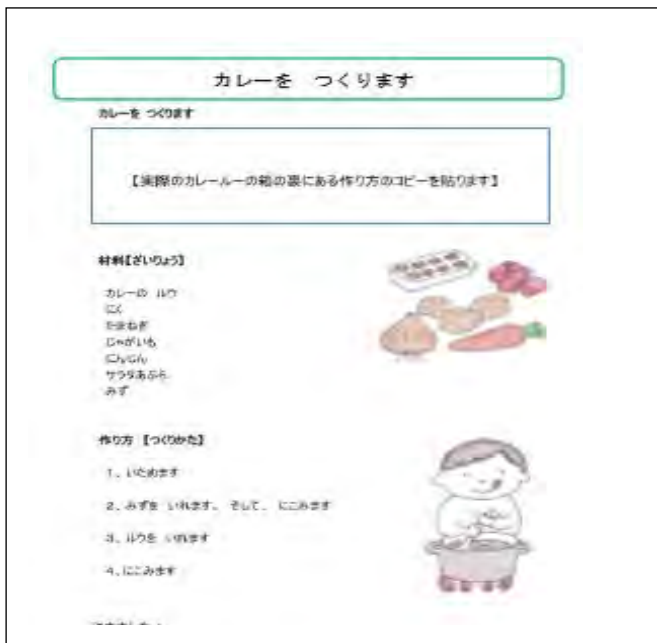 カレーを つくります
カレーを つくります
【実際のカレールーの箱の裏にある作り方のコピーを貼ります】
材料【ざいりょう】
カレーの ルウ
にく
たまねぎ
じゃがいも
にんじん
サラダあぶら
みず
作り方 【つくりかた】
1、いためます
2、みずを いれます、 そして、 にこみます
3、ルウを いれます
4、にこみます